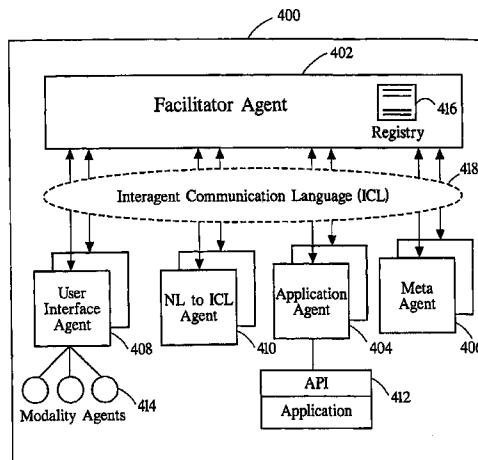 400
402
Facilitator Agent
416
Registry
418
Interagent Communication Language (ICL)
User
Interface
Agent
408
NL to ICL
Agent
410
Application
Agent
404
Meta
Agent
406
414
Modality Agents
API
Application
412